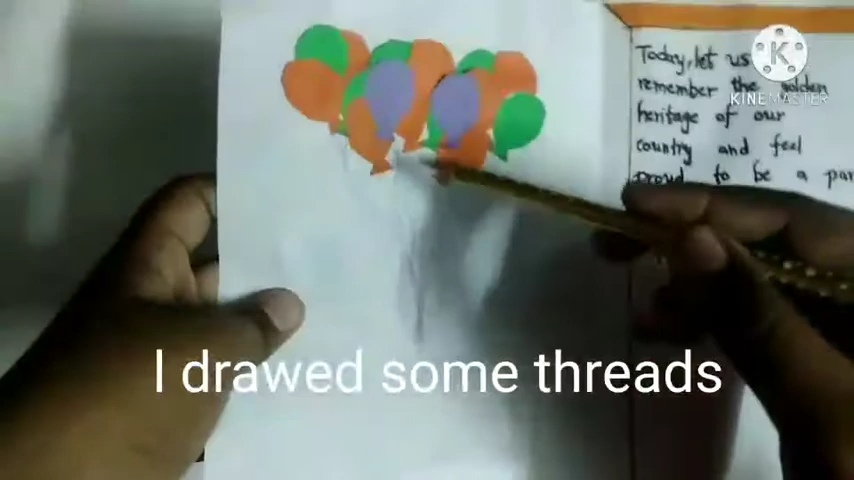 Today, let us
remember the golden
heritage of our
country and feel
proud to be a par
K
KINEMASTER
I drawed some threads